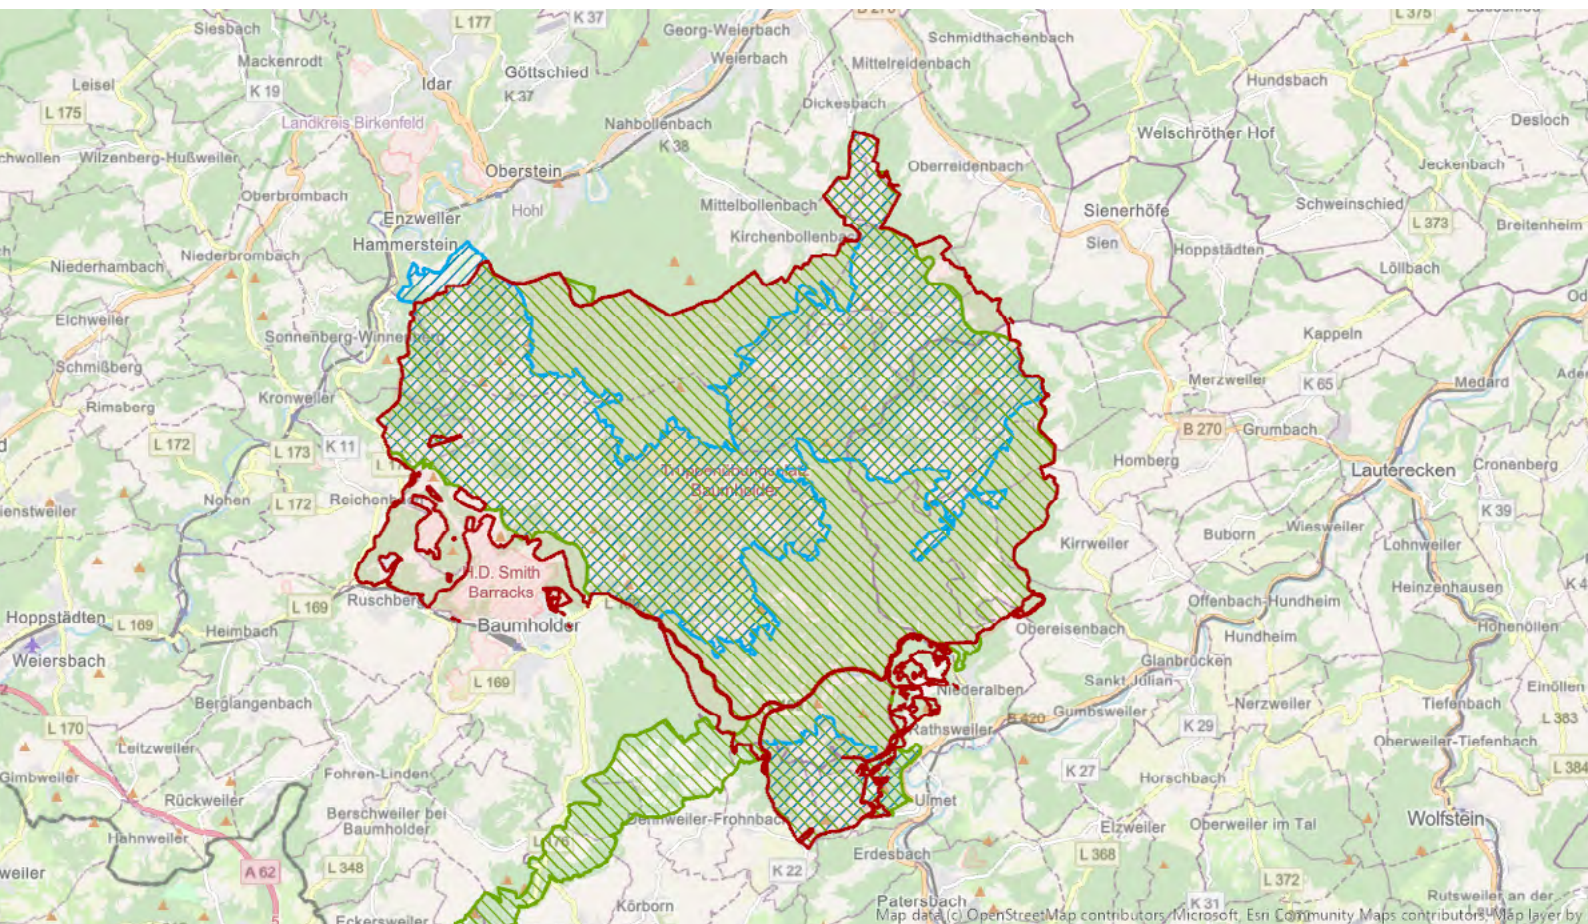 L 177
K 37
L 375
Siesbach
Georg-Weierbach
Schmidthachenbach
Mackenrodt
Weierbach
Mittelreidenbach
Idar
Göttschied
Leisel
K 19
K 37
Hundsbach
Dickesbach
L 175
Landkreis Birkenfeld
Nahbollenbach
Welschröther Hof
Desloch
K 38
Wilzenberg-Hußweiler
Oberstein
Oberreidenbach
Jeckenbach
Oberbrombach
Hohl
Mittelbollenbach
Enzweiler
Sienerhöfe
Schweinschied
L 373
Breitenheim
Hammerstein
Kirchenbollenba
Sien
Hoppstädten
Niederbrombach
Niederhambach
Löllbach
Elchweiler
Sonnenberg-Winnenberg
Kappeln
Schmißberg
Merzweiler
K 65
Medard
Kronweiler
Rimsberg
L 172
L 173
K 11
B 270
Grumbach
Homberg
Lauterecken
Cronenberg
Truppenübungsplatz
Baumholder
Nohen
L 172
Reichenb
K 39
Wiesweiler
Buborn
Kirrweiler
Lohnweiler
H.D. Smith
Barracks
Heinzenhausen
L 169
Ruschberg
Offenbach-Hundheim
Hoppstädten
L 169
Heimbach
Baumholder
Obereisenbach
Hundheim
Hohenöllen
Weiersbach
Glanbrücken
L 169
Sankt Julian
Einöllen
Niederalben
Berglangenbach
Nerzweiler
Tiefenbach
Gumbsweiler
L 170
B 420
K 29
L 383
Rathsweiler
Leitzweiler
Oberweiler-Tiefenbach
Fohren-Linden
K 27
L 384
Gimbweiler
Horschbach
Rückweiler
Ulmet
Berschweiler bei
Baumholder
Wolfstein
Hahnweiler
Elzweiler
Oberweiler im Tal
L 176
Erdesbach
L 368
A 62
L 348
K 22
L 372
Patersbach
K 31
Rutsweiler an der
Körborn
Eckersweiler
Map data (c) OpenStreetMap contributors, Microsoft, Esri Community Maps contributors, Map layer b